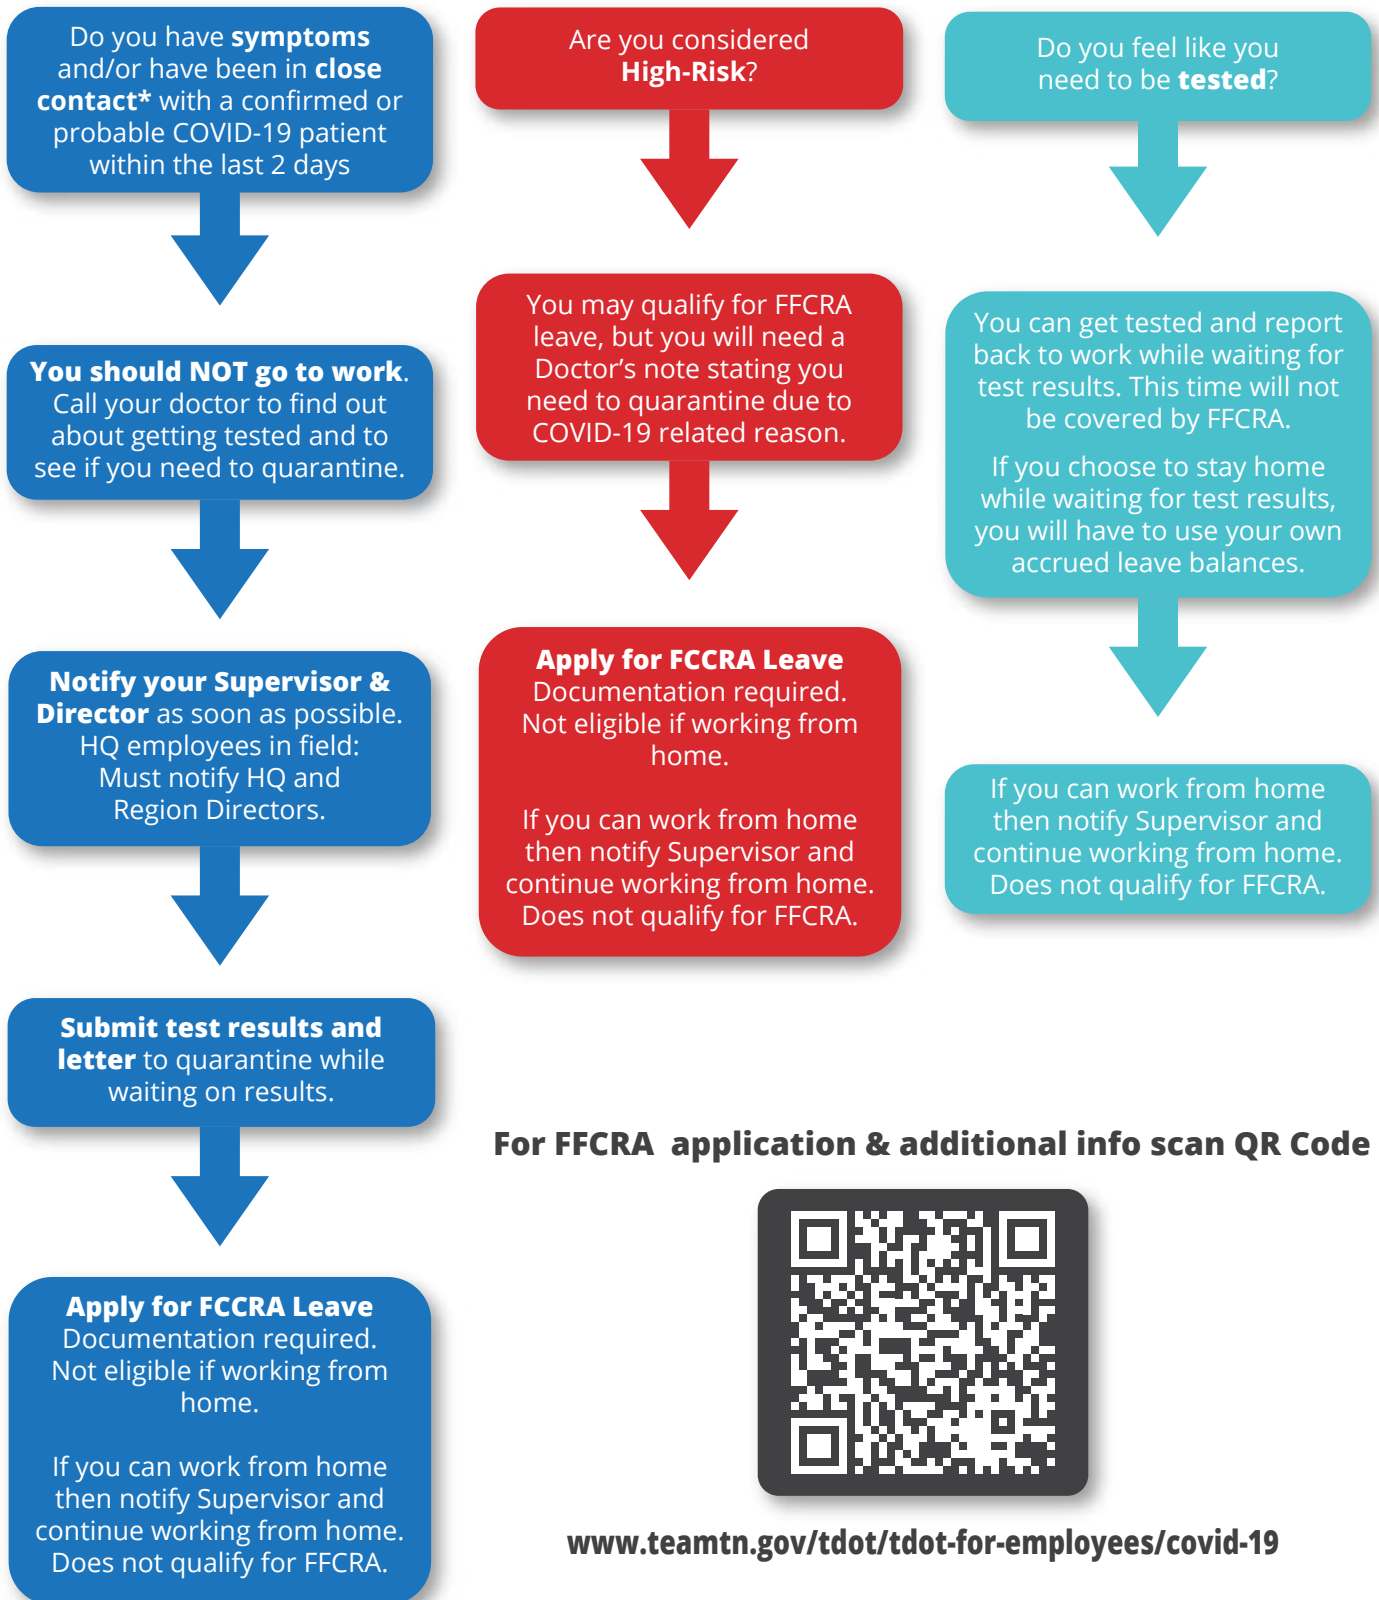 Do you have symptoms
and/or have been in close
contact* with a confirmed or
probable COVID-19 patient
within the last 2 days
You should NOT go to work.
Call your doctor to find out
about getting tested and to
see if you need to quarantine.
Notify your Supervisor &
Director as soon as possible.
HQ employees in field:
Must notify HQ and
Region Directors.
Submit test results and
letter to quarantine while
waiting on results.
Apply for FCCRA Leave
Documentation required.
Not eligible if working from
home.
If you can work from home
then notify Supervisor and
continue working from home.
Does not qualify for FFCRA.
Are you considered
High-Risk?
You may qualify for FFCRA
leave, but you will need a
Doctor’s note stating you
need to quarantine due to
COVID-19 related reason.
Apply for FCCRA Leave
Documentation required.
Not eligible if working from
home.
If you can work from home
then notify Supervisor and
continue working from home.
Does not qualify for FFCRA.
Do you feel like you
need to be tested?
You can get tested and report
back to work while waiting for
test results. This time will not
be covered by FFCRA.
If you choose to stay home
while waiting for test results,
you will have to use your own
accrued leave balances.
If you can work from home
then notify Supervisor and
continue working from home.
Does not qualify for FFCRA.
For FFCRA application & additional info scan QR Code
www.teamtn.gov/tdot/tdot-for-employees/covid-19